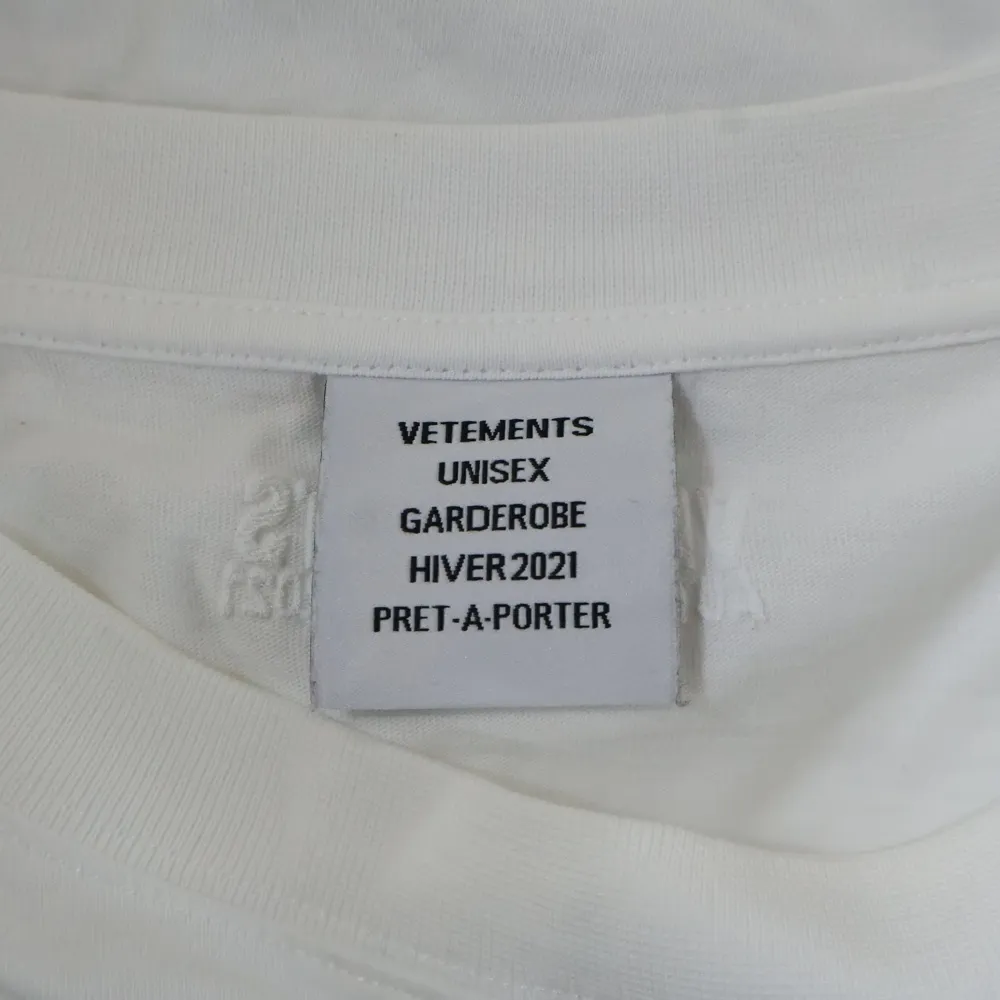 VETEMENTS
UNISEX
GARDEROBE
HIVER 2021
PRET-A-PORTER